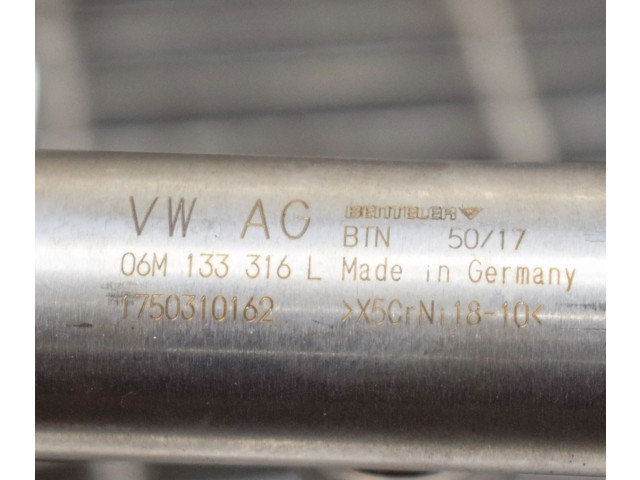 VW AG BENTELER
BTN 50/17
06M 133 316 L Made in Germany
1750310162 >X5CrNi18-10<